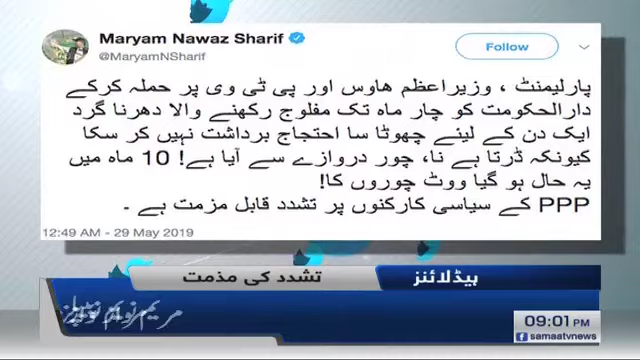 Maryam Nawaz Sharif
@MaryamNSharif
Follow
پارلیمنٹ ، وزیراعظم ھاوس اور پی ٹی وی پر حملہ کرکے
دارالحکومت کو چار ماہ تک مفلوج رکھنے والا دھرنا گرد
ایک دن کے لیئے چھوٹا سا احتجاج برداشت نہیں کر سکا
کیونکہ ڈرتا ہے نا، چور دروازے سے آیا ہے! 10 ماہ میں
یہ حال ہو گیا ووٹ چوروں کا!
PPP کے سیاسی کارکنوں پر تشدد قابل مزمت ہے ۔
12:49 AM - 29 May 2019
ہیڈلائنز
تشدد کی مذمت
09:01 PM
samaatvnews